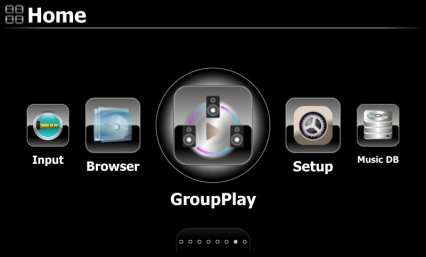 Home
Input
Browser
GroupPlay
Setup
Music DB